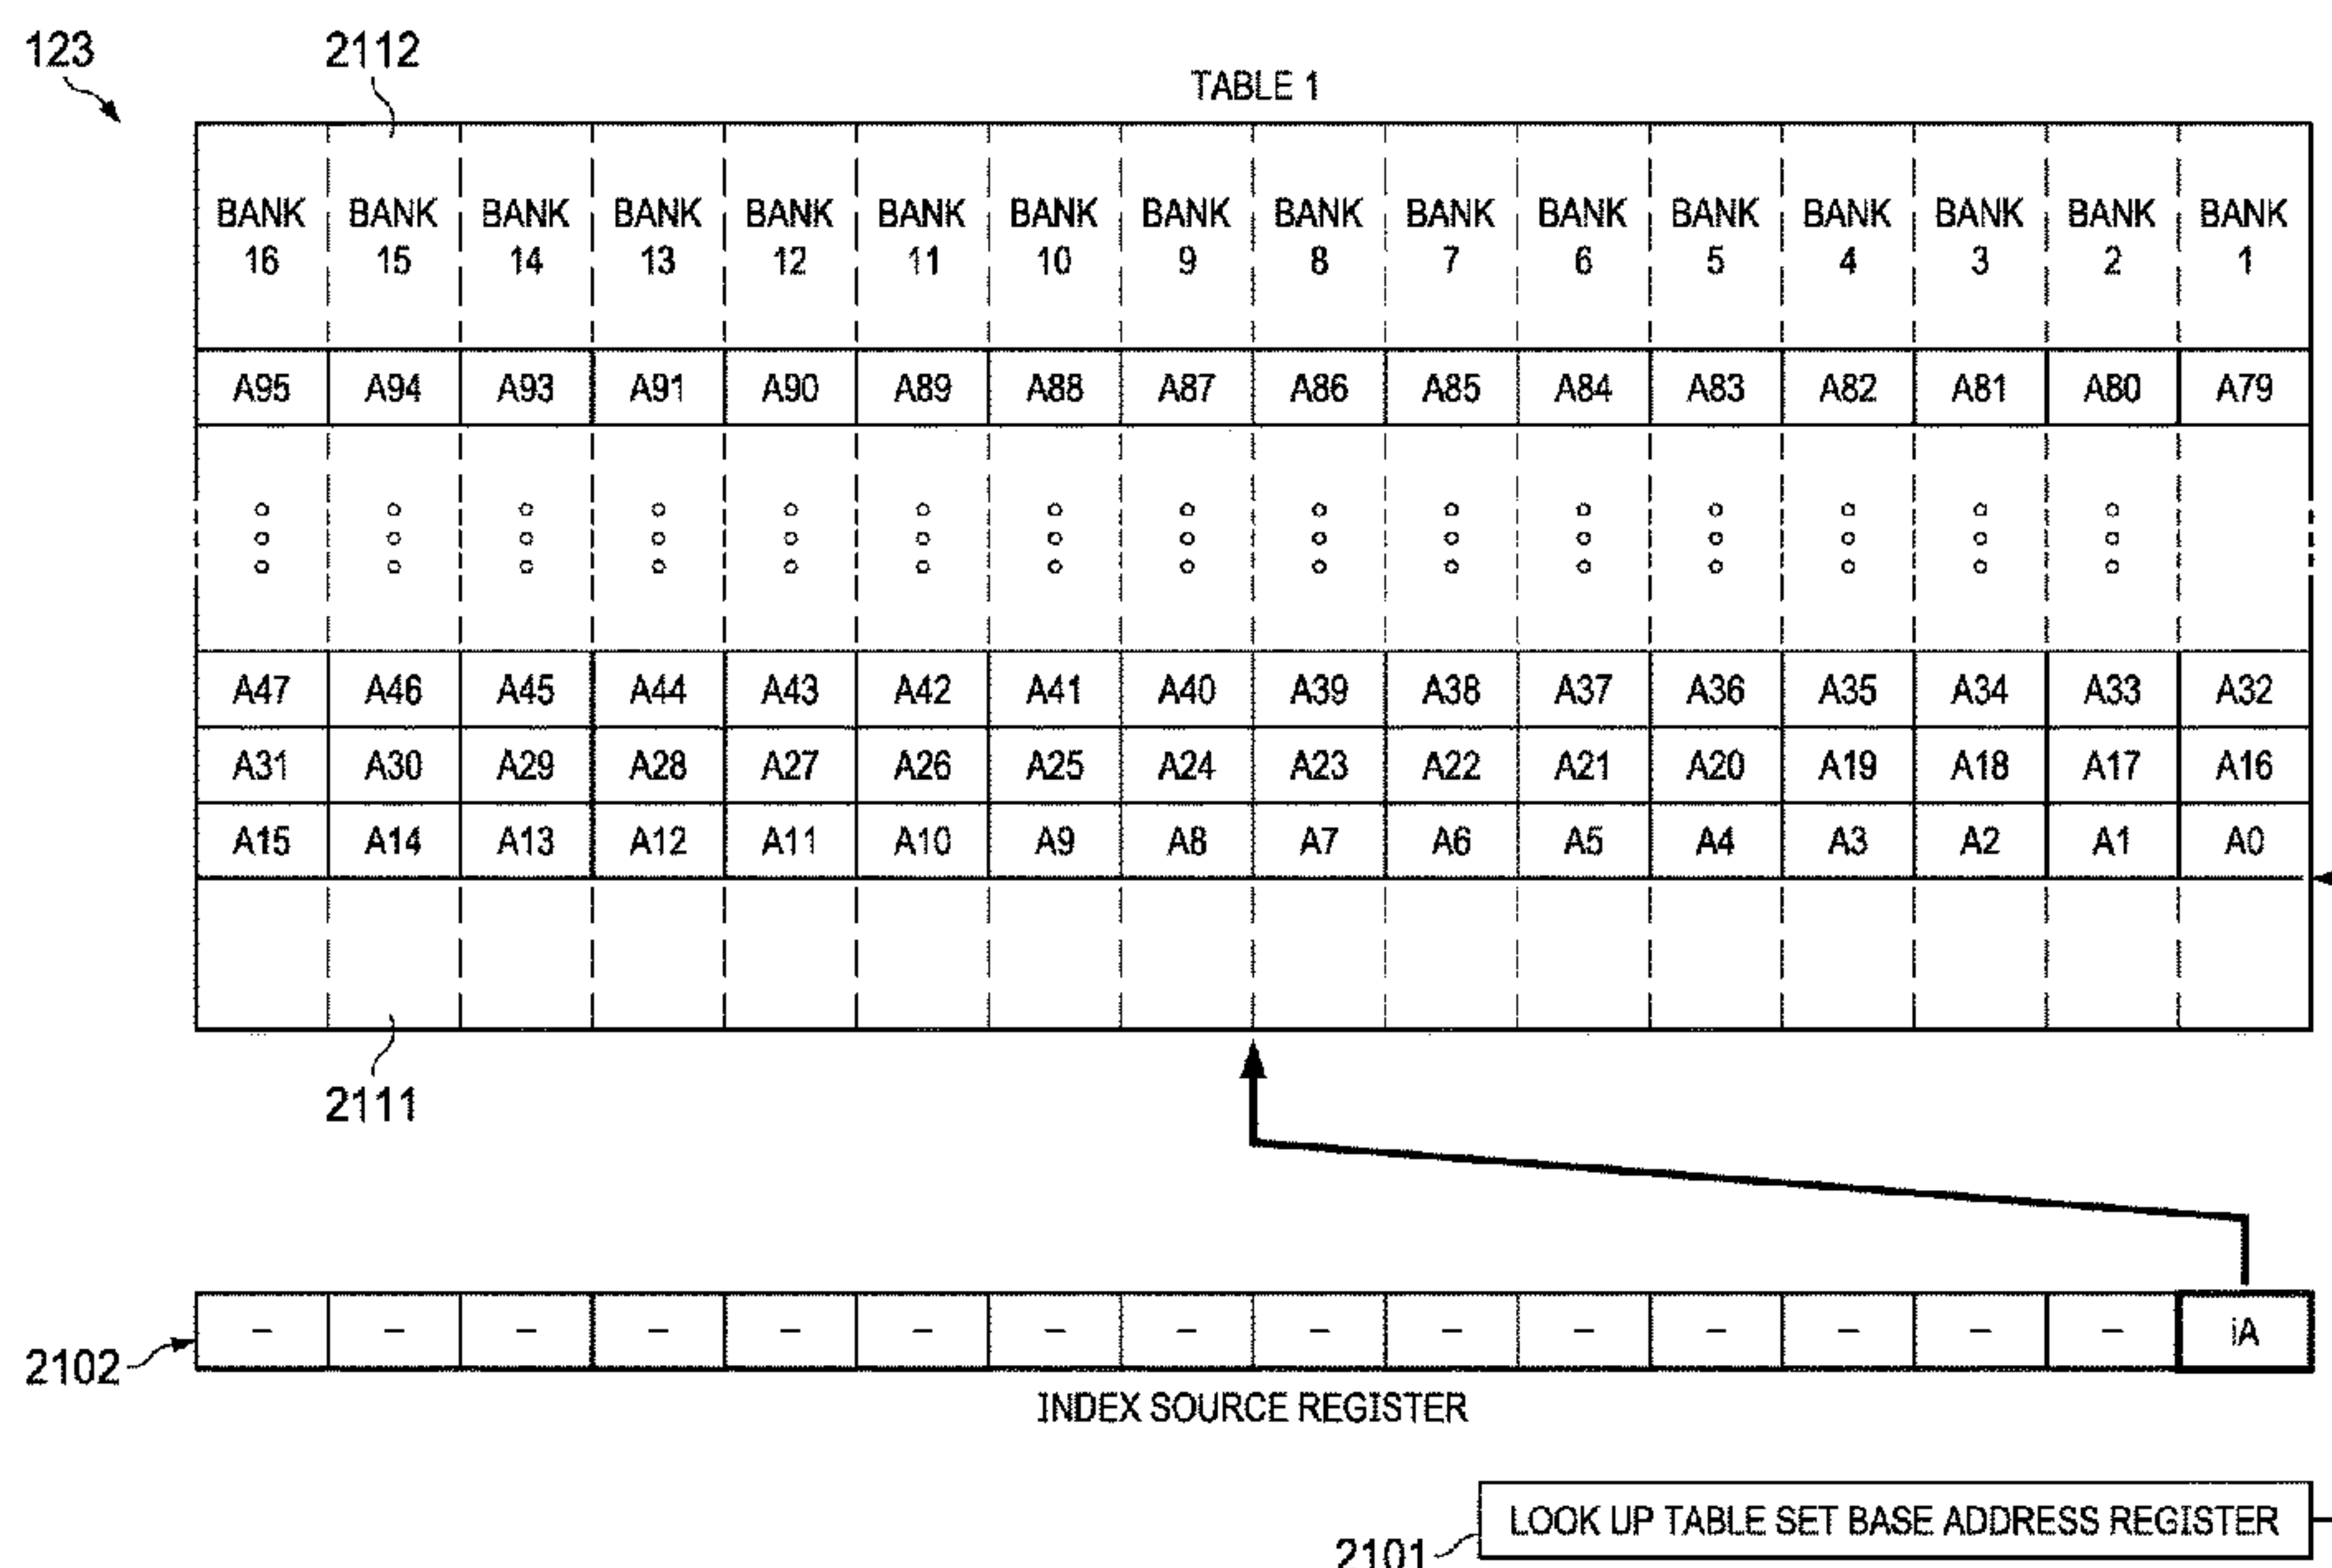 123
2112
TABLE 1
BANK 16 BANK 15 BANK 14 BANK 13 BANK 12 BANK 11 BANK 10 BANK 9 BANK 8 BANK 7 BANK 6 BANK 5 BANK 4 BANK 3 BANK 2 BANK 1
A95 A94 A93 A91 A90 A89 A88 A87 A86 A85 A84 A83 A82 A81 A80 A79
A47 A46 A45 A44 A43 A42 A41 A40 A39 A38 A37 A36 A35 A34 A33 A32
A31 A30 A29 A28 A27 A26 A25 A24 A23 A22 A21 A20 A19 A18 A17 A16
A15 A14 A13 A12 A11 A10 A9 A8 A7 A6 A5 A4 A3 A2 A1 A0
2111
– – – – – – – – – – – – – – – iA
2102
INDEX SOURCE REGISTER
LOOK UP TABLE SET BASE ADDRESS REGISTER
2101